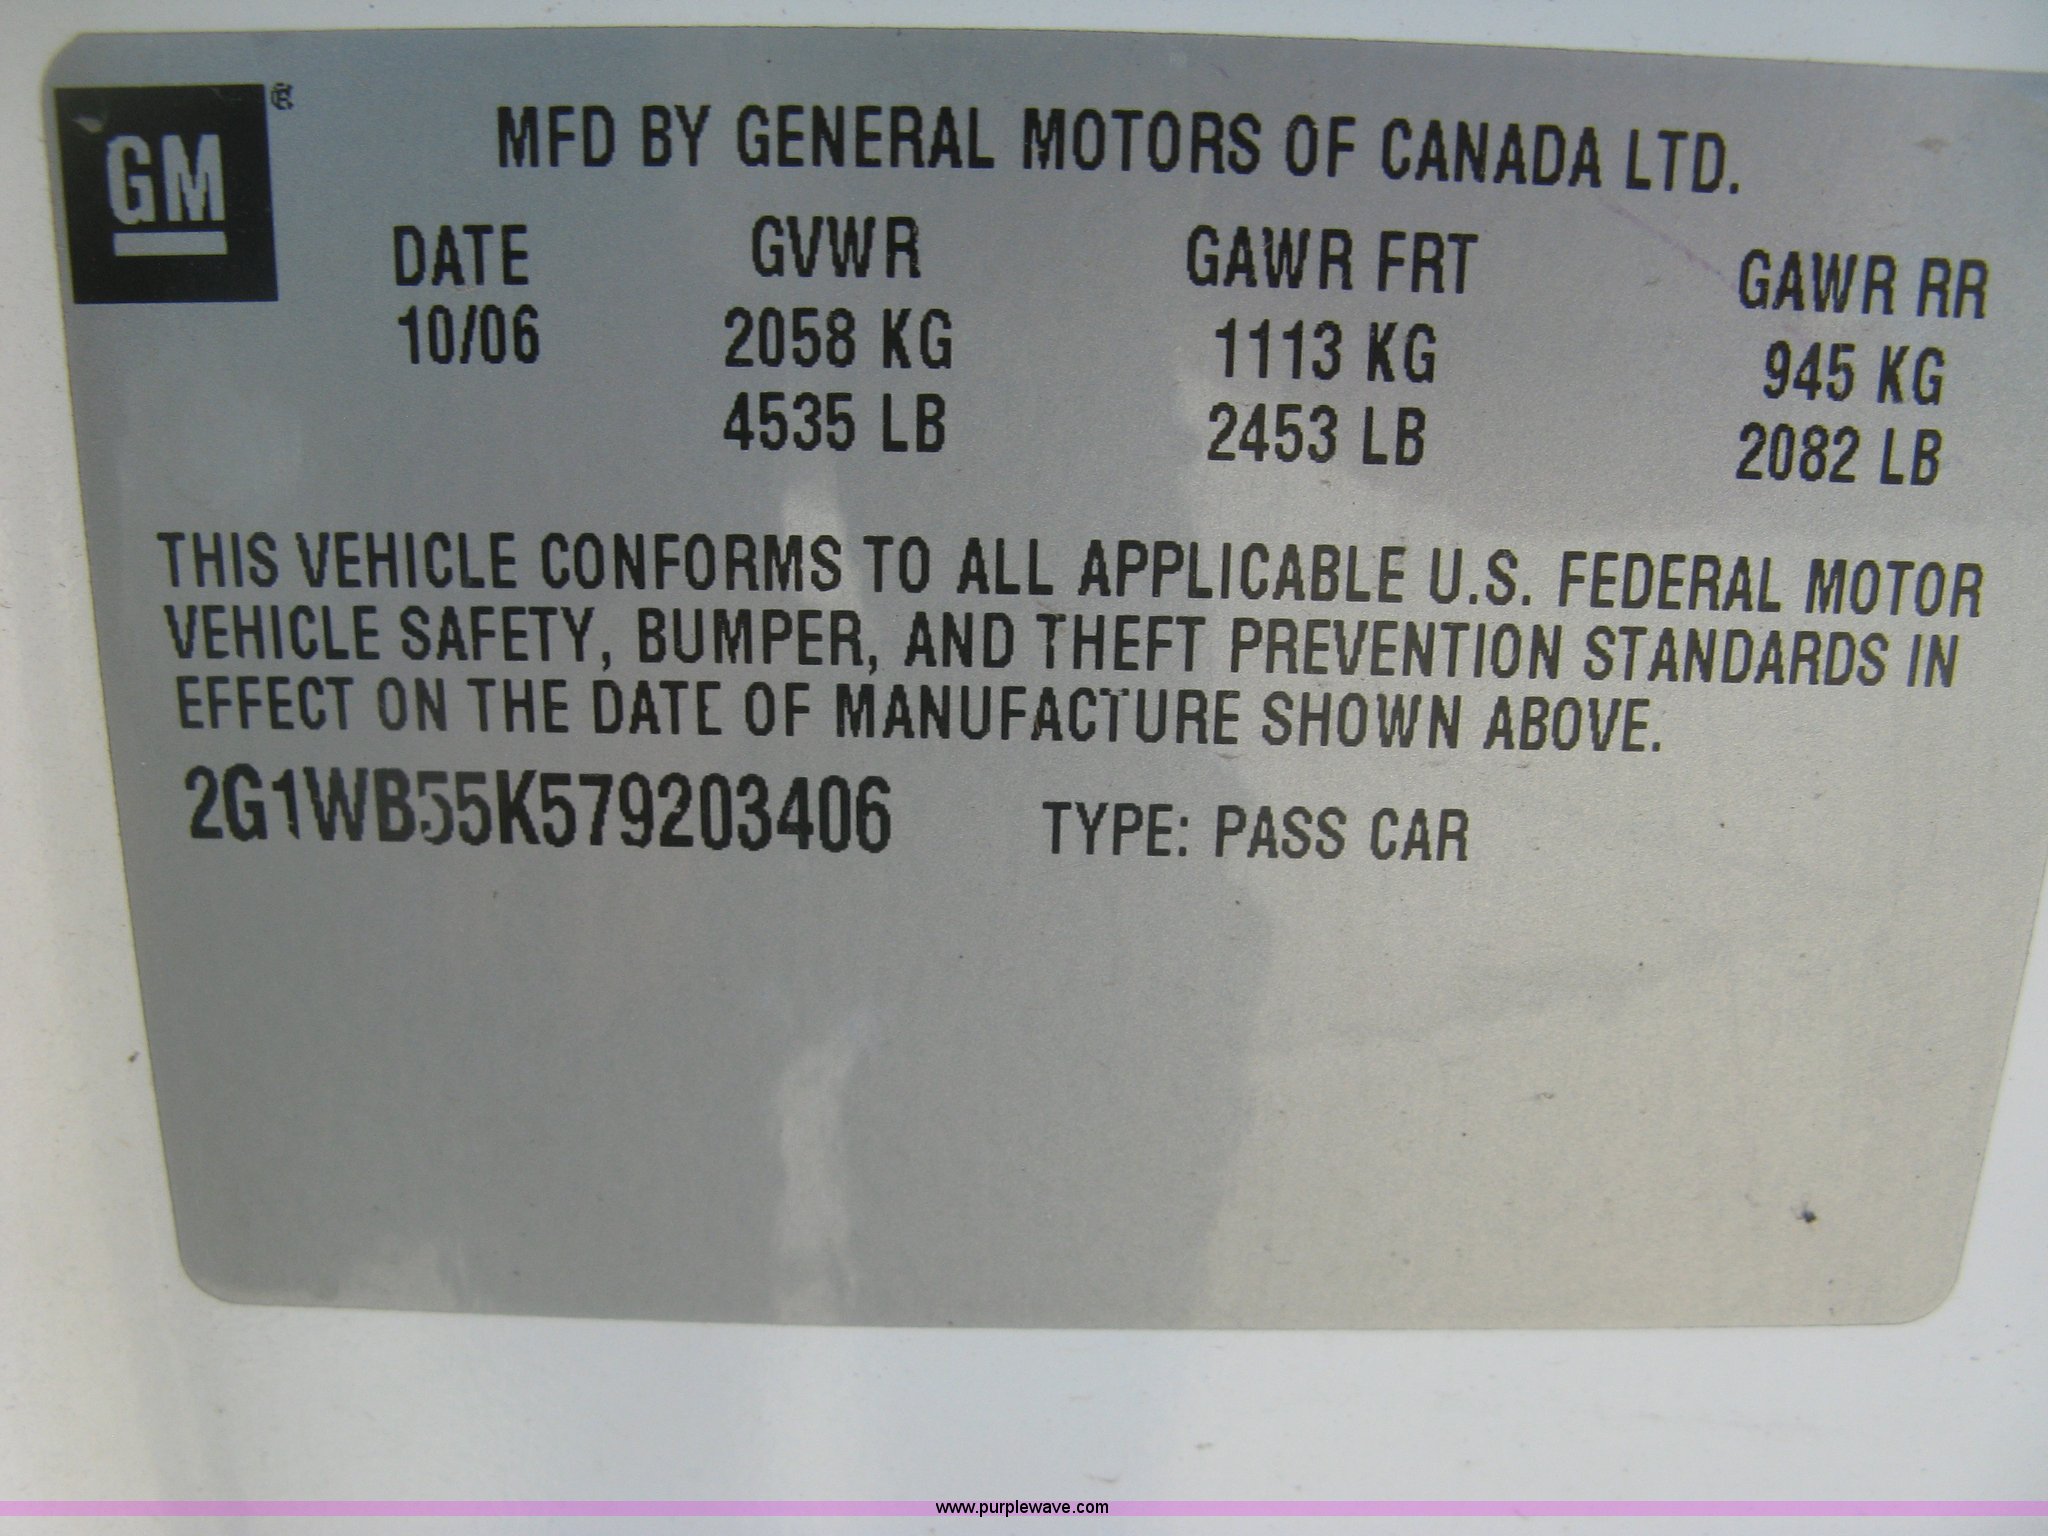 GM ®
MFD BY GENERAL MOTORS OF CANADA LTD.
DATE GVWR GAWR FRT GAWR RR
10/06 2058 KG 1113 KG 945 KG
4535 LB 2453 LB 2082 LB
THIS VEHICLE CONFORMS TO ALL APPLICABLE U.S. FEDERAL MOTOR
VEHICLE SAFETY, BUMPER, AND THEFT PREVENTION STANDARDS IN
EFFECT ON THE DATE OF MANUFACTURE SHOWN ABOVE.
2G1WB55K579203406 TYPE: PASS CAR
www.purplewave.com